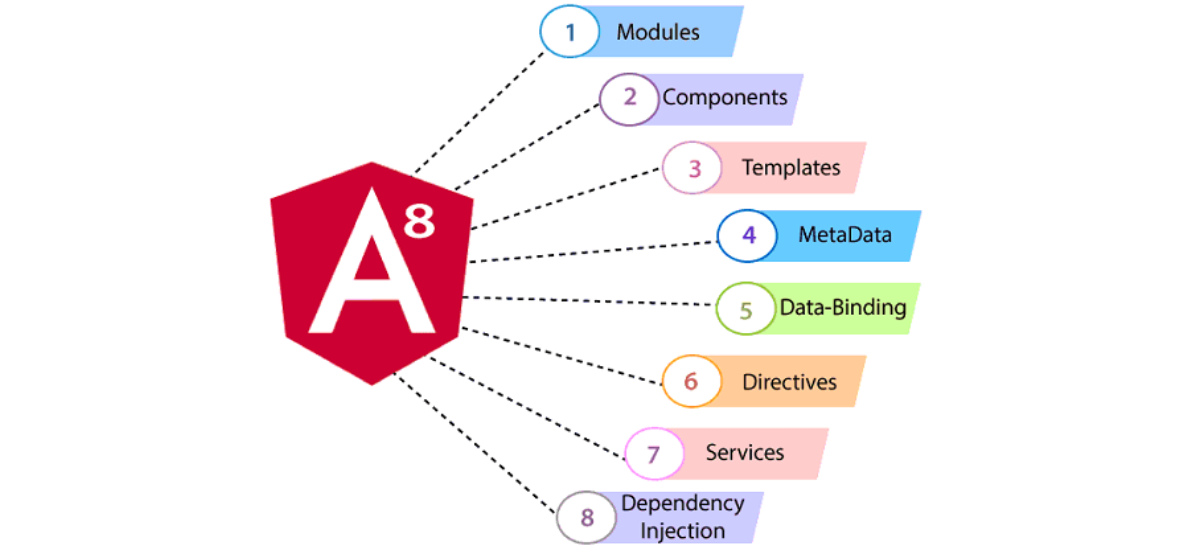 A8
1 Modules
2 Components
3 Templates
4 MetaData
5 Data-Binding
6 Directives
7 Services
8 Dependency
Injection